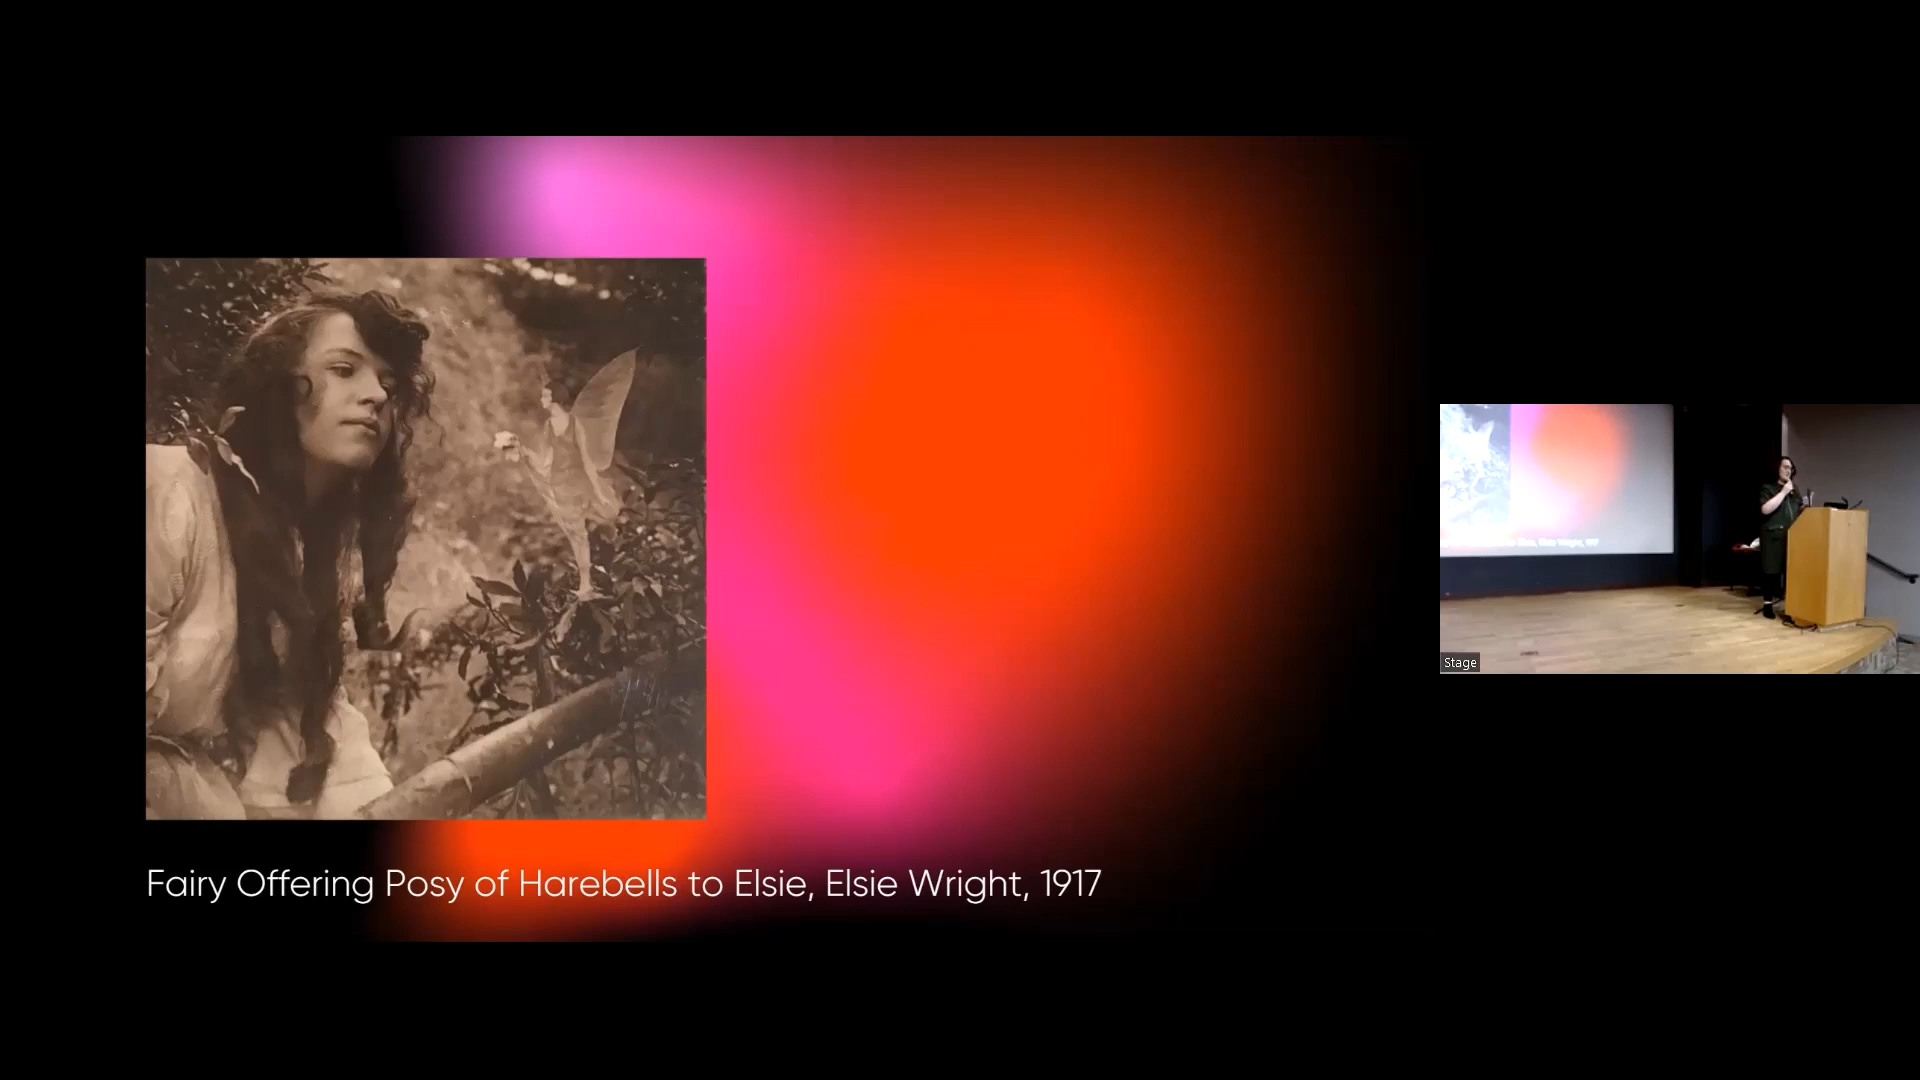 Fairy Offering Posy of Harebells to Elsie, Elsie Wright, 1917
Stage